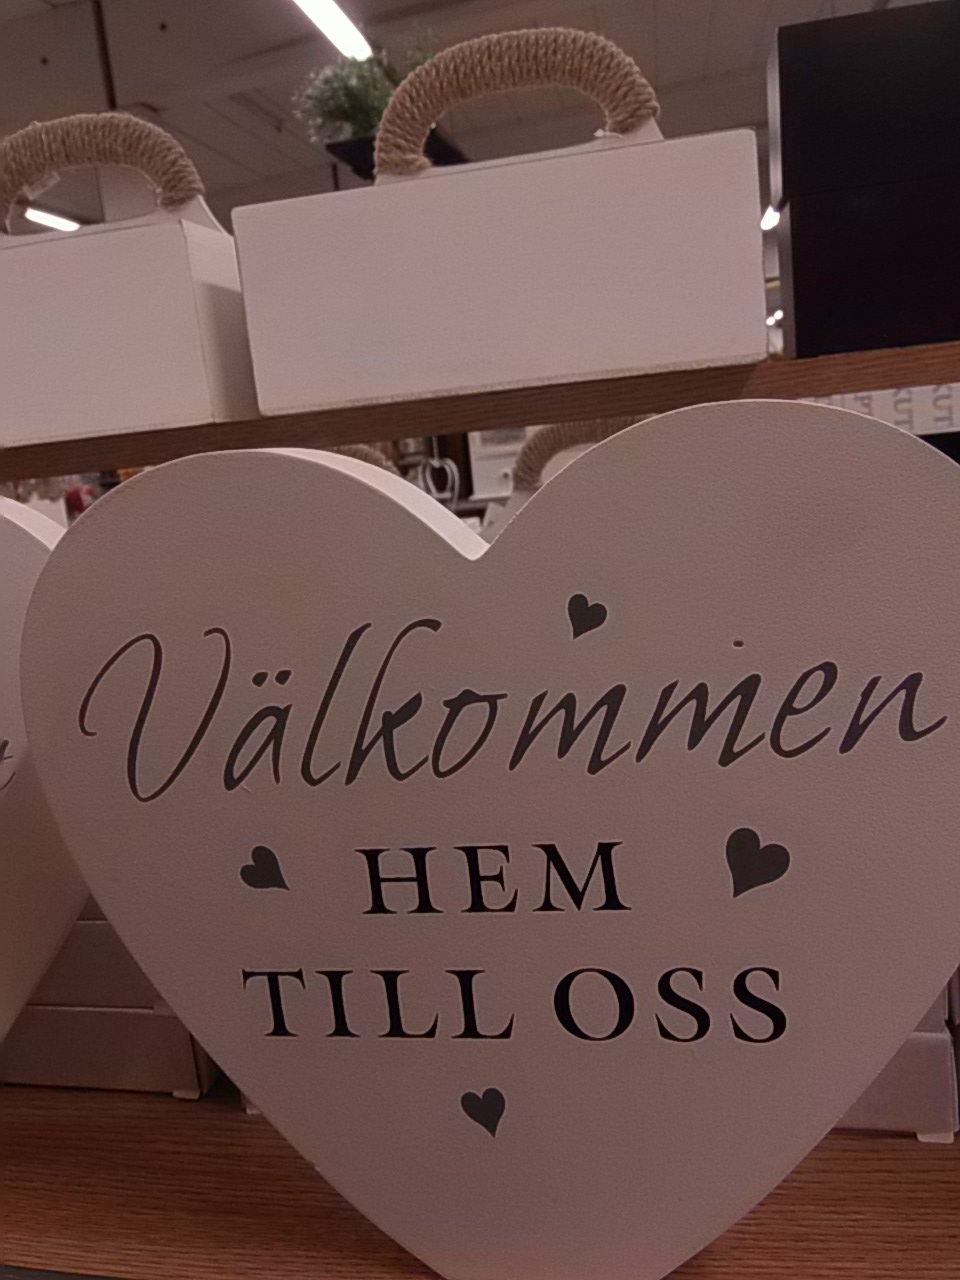 Välkommen
HEM
TILL OSS